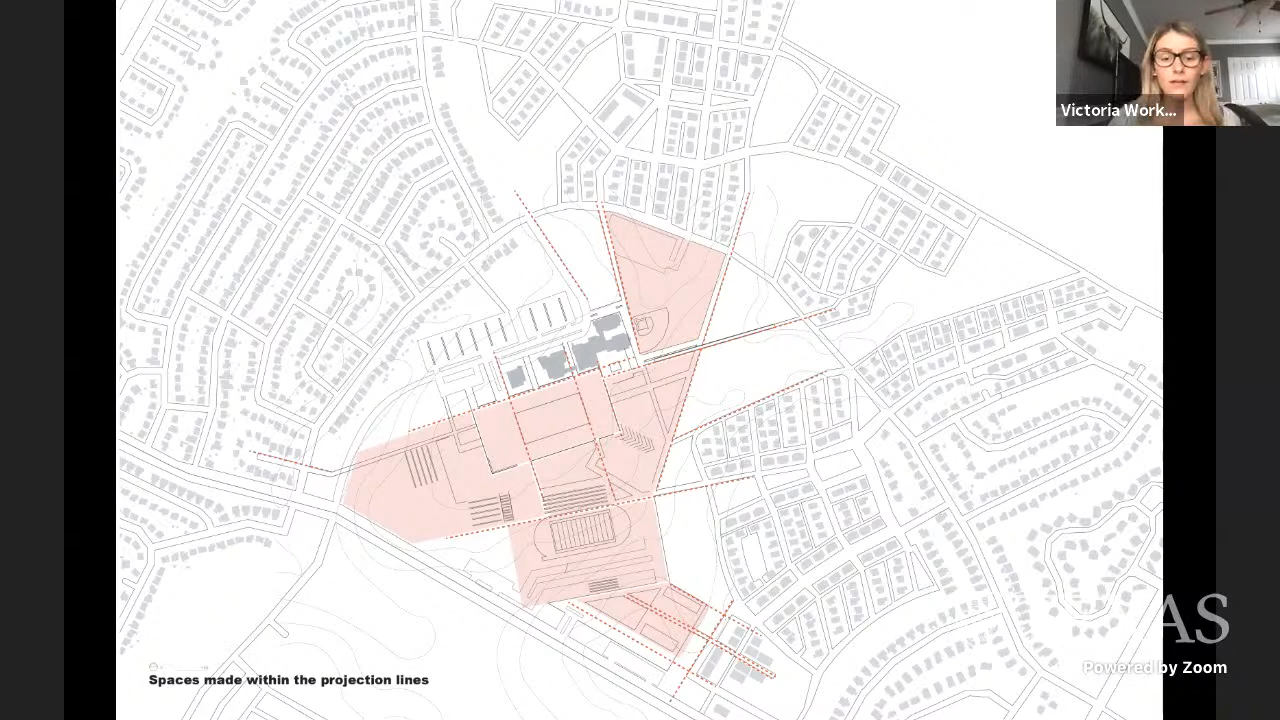 Victoria Work...
AS
Powered by Zoom
Spaces made within the projection lines